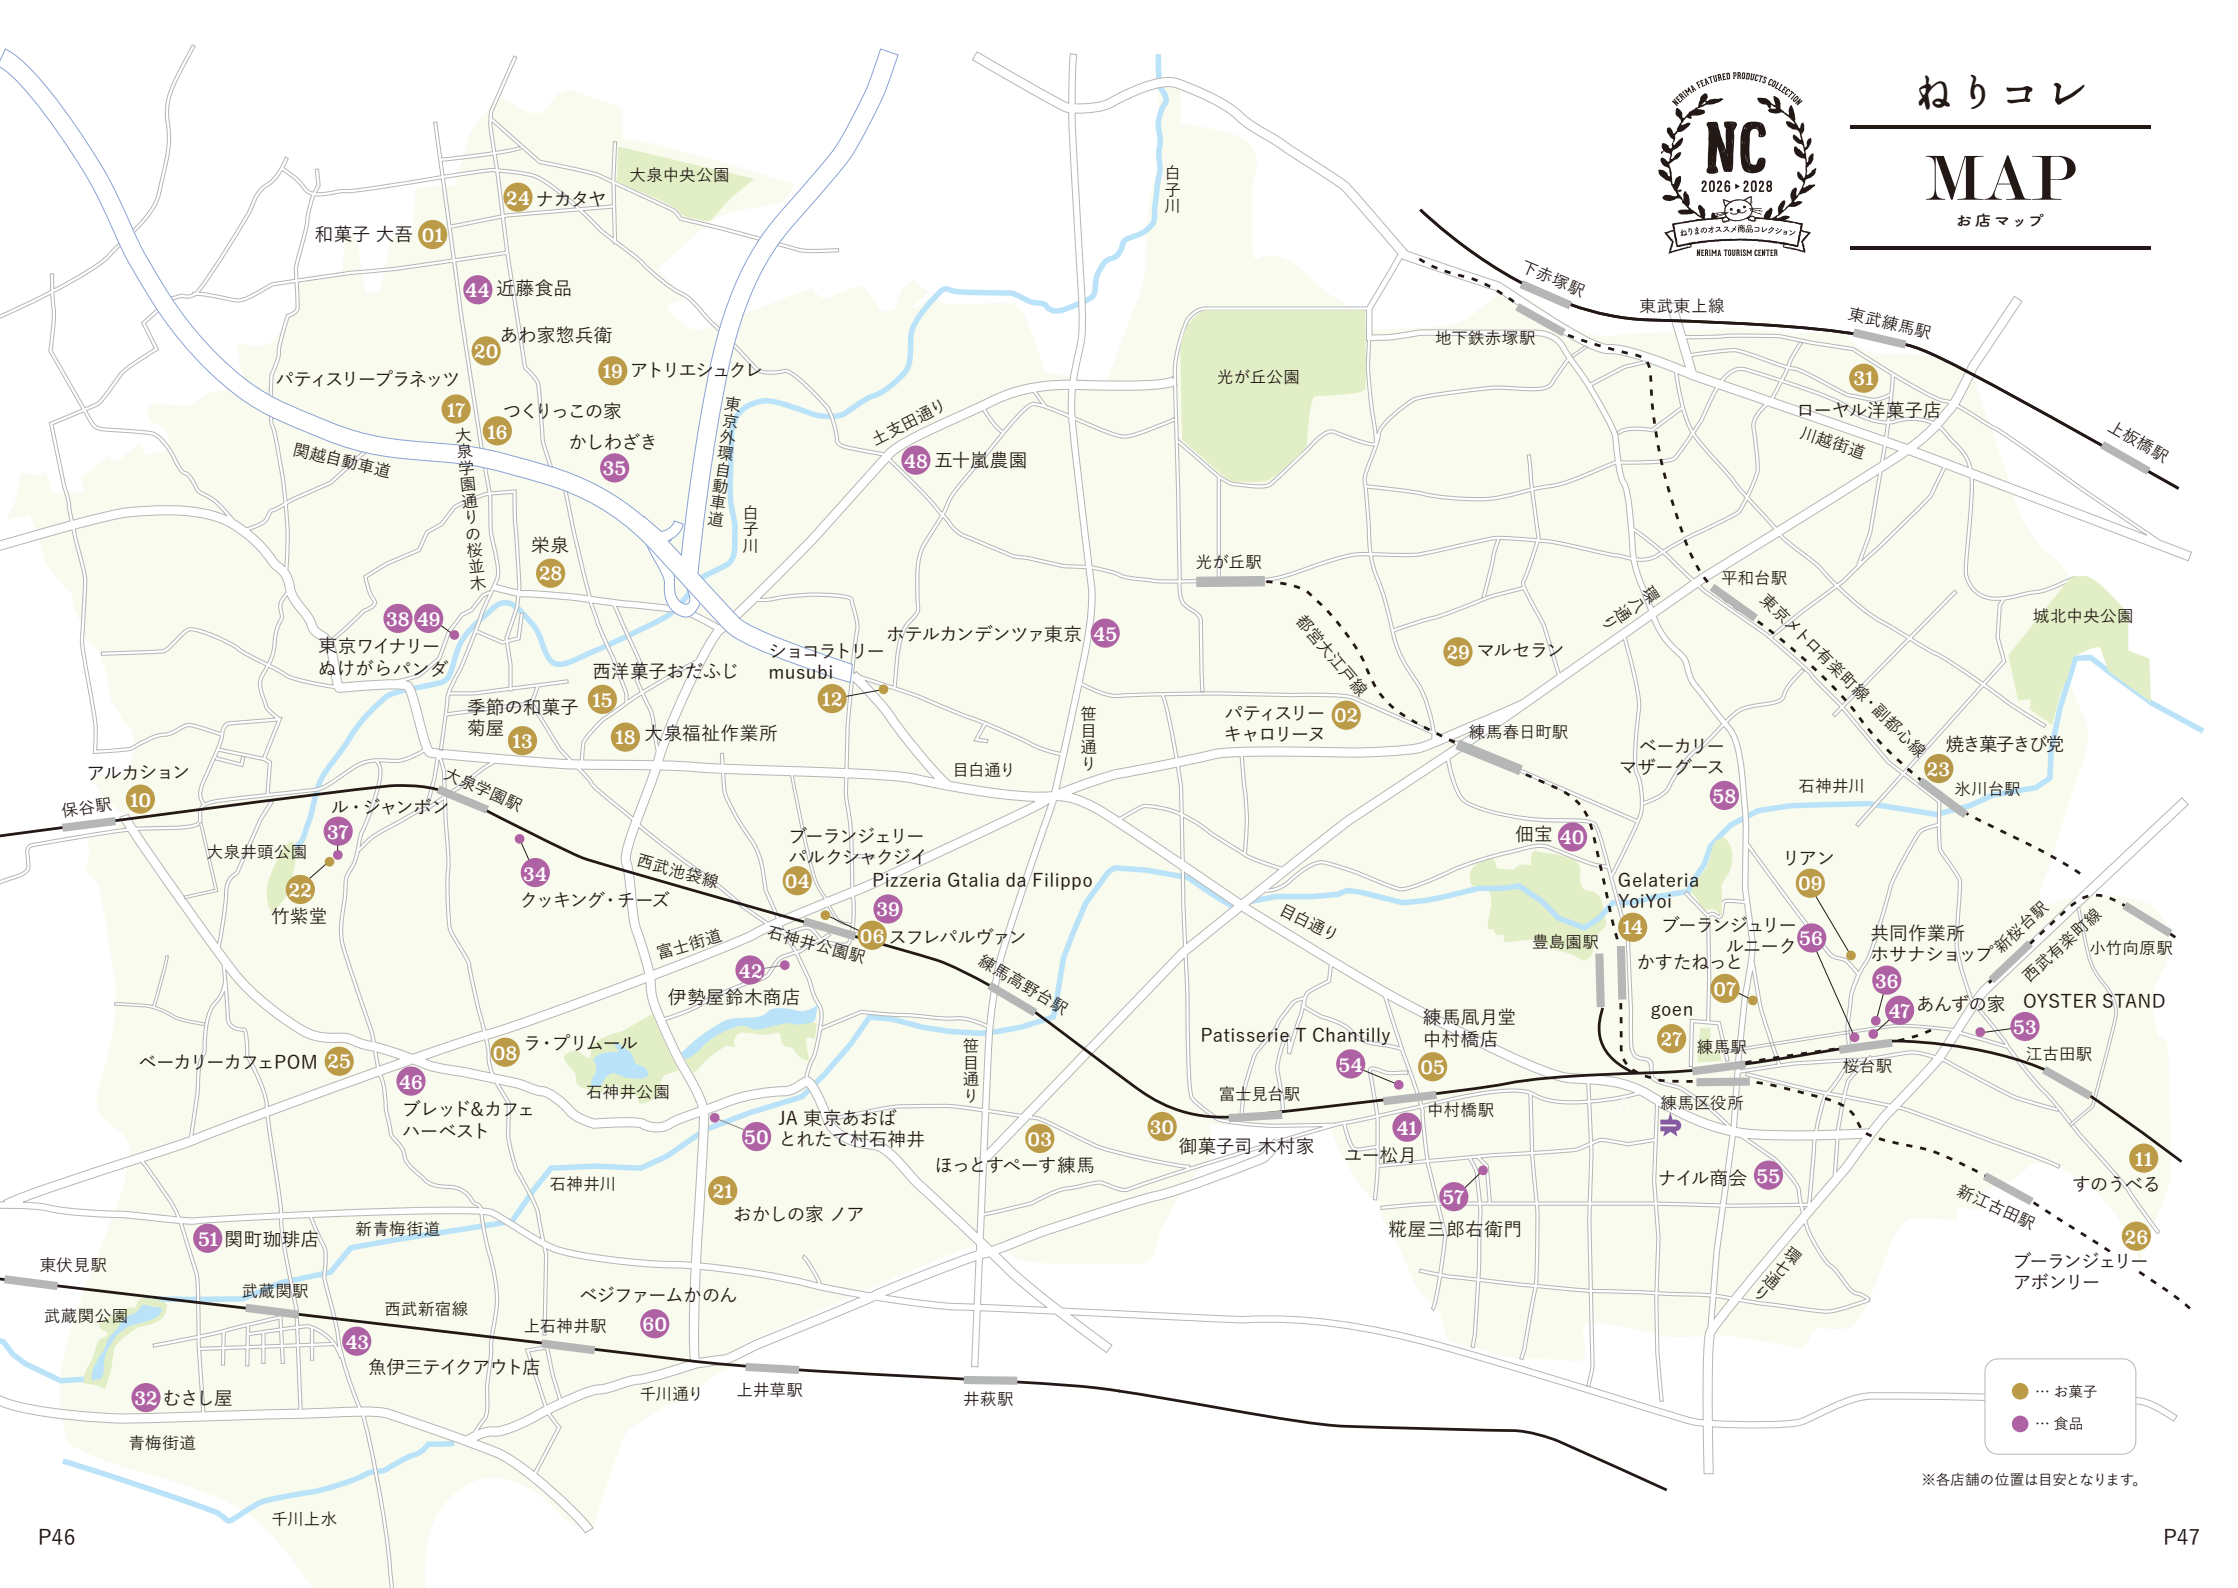 NERIMA FEATURED PRODUCTS COLLECTION
NC
2026▸2028
ねりまのオススメ商品コレクション
NERIMA TOURISM CENTER
ねりコレ
MAP
お店マップ
大泉中央公園
24 ナカタヤ
和菓子 大吾 01
44 近藤食品
あわ家惣兵衛
20
19 アトリエシュクレ
パティスリープラネッツ
17
つくりっこの家
16
かしわざき
35
関越自動車道
大泉学園通りの桜並木
東京外環自動車道
白子川
白子川
土支田通り
48 五十嵐農園
光が丘公園
光が丘駅
下赤塚駅
地下鉄赤塚駅
東武東上線
東武練馬駅
31
ローヤル洋菓子店
川越街道
上板橋駅
栄泉
28
38 49
東京ワイナリー
ぬけがらパンダ
西洋菓子おだふじ
15
季節の和菓子
菊屋
13
18 大泉福祉作業所
ショコラトリー
musubi
12
ホテルカンデンツァ東京 45
笹目通り
目白通り
都営大江戸線
29 マルセラン
パティスリー
キャロリーヌ
02
練馬春日町駅
環八通り
平和台駅
東京メトロ有楽町線・副都心線
城北中央公園
焼き菓子きび党
23
氷川台駅
石神井川
ベーカリー
マザーグース
58
アルカション
10
保谷駅
大泉学園駅
ル・ジャンボン
37
大泉井頭公園
22
竹紫堂
34
クッキング・チーズ
西武池袋線
ブーランジェリー
パルクシャクジイ
04
Pizzeria Gtalia da Filippo
39
06 スフレパルヴァン
石神井公園駅
富士街道
42
伊勢屋鈴木商店
練馬高野台駅
目白通り
佃宝 40
Gelateria
YoiYoi
14
豊島園駅
ブーランジュリー
ルニーク
56
リアン
09
かすたねっと
07
共同作業所
ホサナショップ
36
47 あんずの家
新桜台駅
西武有楽町線
小竹向原駅
OYSTER STAND
53
江古田駅
goen
27
練馬駅
桜台駅
練馬区役所
練馬凮月堂
中村橋店
05
Patisserie T Chantilly
54
富士見台駅
中村橋駅
41
ユー松月
30
御菓子司 木村家
笹目通り
03
ほっとすぺーす練馬
ベーカリーカフェPOM 25
08 ラ・プリムール
石神井公園
46
ブレッド&カフェ
ハーベスト
JA 東京あおば
とれたて村石神井
50
石神井川
21
おかしの家 ノア
57
糀屋三郎右衛門
ナイル商会 55
環七通り
新江古田駅
11
すのうべる
26
ブーランジェリー
アボンリー
51 関町珈琲店
新青梅街道
東伏見駅
武蔵関駅
武蔵関公園
西武新宿線
43
魚伊三テイクアウト店
ベジファームかのん
60
上石神井駅
千川通り
上井草駅
井萩駅
32 むさし屋
青梅街道
千川上水
… お菓子
… 食品
※各店舗の位置は目安となります。
P46
P47